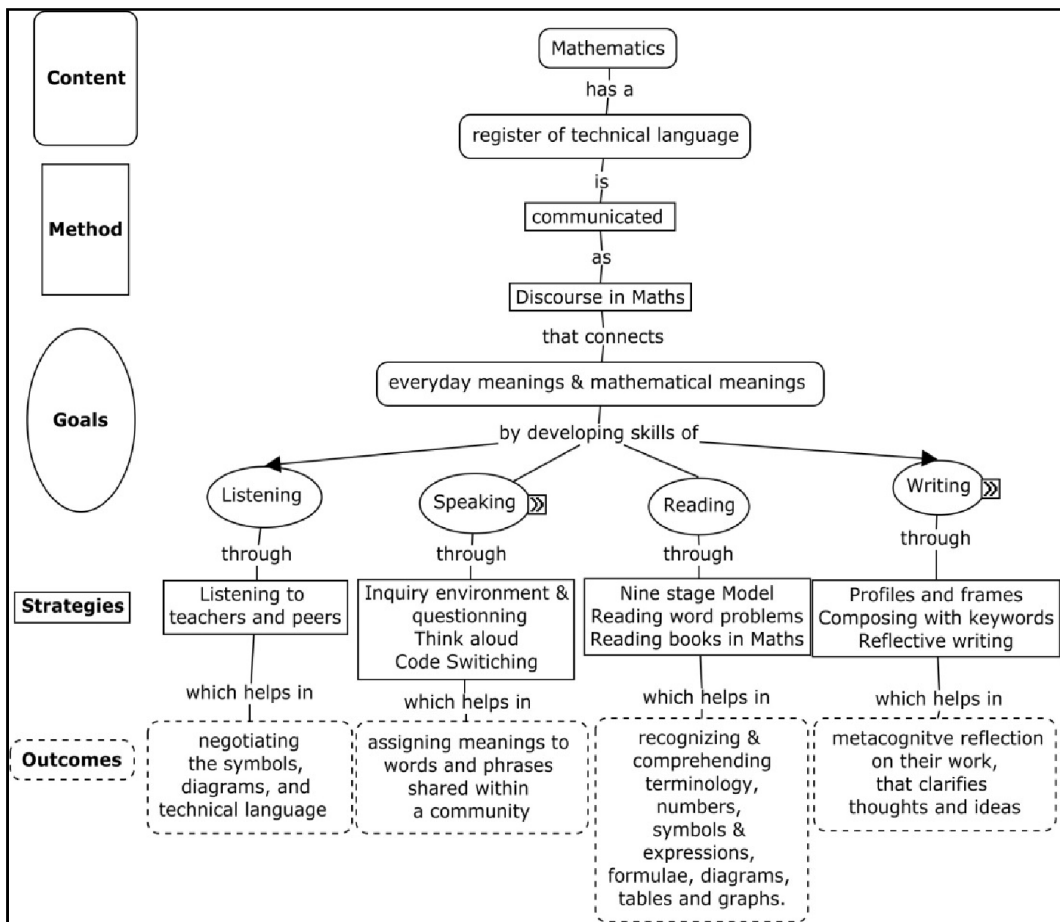 Content
Method
Goals
Strategies
Outcomes
Mathematics
has a
register of technical language
is
communicated
as
Discourse in Maths
that connects
everyday meanings & mathematical meanings
by developing skills of
Listening
through
Listening to
teachers and peers
which helps in
negotiating
the symbols,
diagrams, and
technical language
Speaking
through
Inquiry environment &
questionning
Think aloud
Code Switiching
which helps in
assigning meanings to
words and phrases
shared within
a community
Reading
through
Nine stage Model
Reading word problems
Reading books in Maths
which helps in
recognizing &
comprehending
terminology,
numbers,
symbols &
expressions,
formulae, diagrams,
tables and graphs.
Writing
through
Profiles and frames
Composing with keywords
Reflective writing
which helps in
metacognitve reflection
on their work,
that clarifies
thoughts and ideas